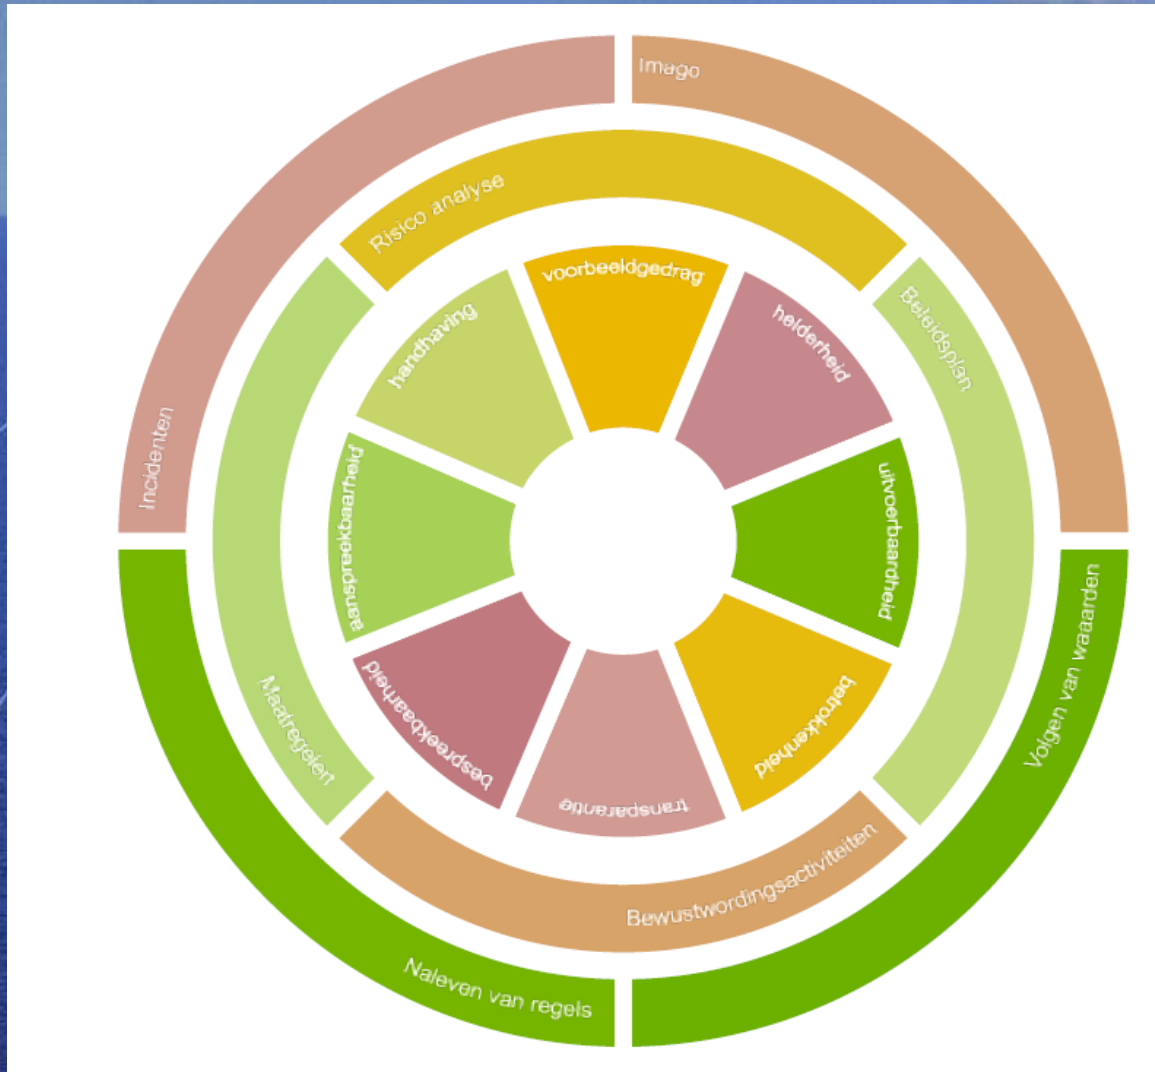 Imago
Volgen van waaarden
Naleven van regels
Incidenten
Risico analyse
Beleidsplan
Bewustwordingsactiviteiten
Maatregelen
voorbeeldgedrag
helderheid
uitvoerbaardheid
betrokkenheid
transparantie
bespreekbaarheid
aanspreekbaarheid
handhaving